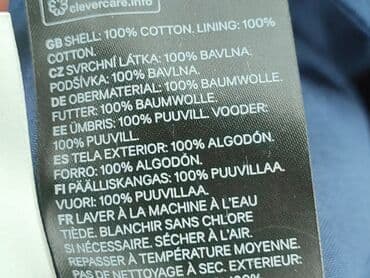 clevercare.info
GB SHELL: 100% COTTON. LINING: 100%
COTTON.
CZ SVRCHNÍ LÁTKA: 100% BAVLNA.
PODŠÍVKA: 100% BAVLNA.
DE OBERMATERIAL: 100% BAUMWOLLE.
FUTTER: 100% BAUMWOLLE.
EE ÜMBRIS: 100% PUUVILL. VOODER:
100% PUUVILL.
ES TELA EXTERIOR: 100% ALGODÓN.
FORRO: 100% ALGODÓN.
FI PÄÄLLISKANGAS: 100% PUUVILLAA.
VUORI: 100% PUUVILLAA.
FR LAVER À LA MACHINE À L'EAU
TIÈDE. BLANCHIR SANS CHLORE
SI NÉCESSAIRE. SÉCHER À L'AIR.
REPASSER À TEMPÉRATURE MOYENNE.
PAS DE NETTOYAGE À SEC. EXTERIEUR: